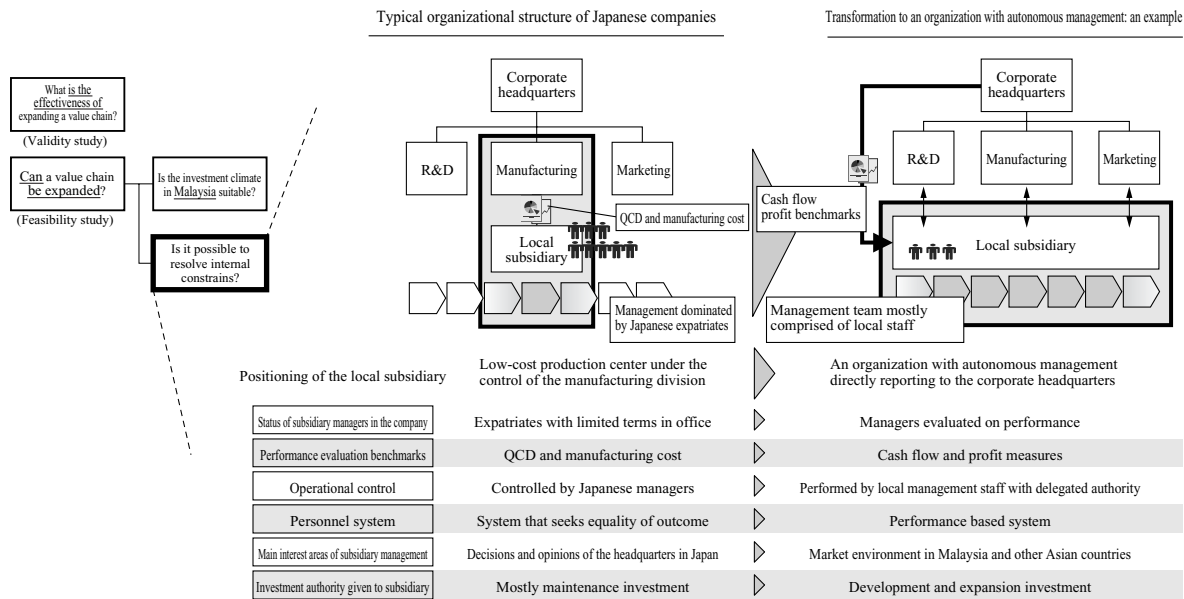 Typical organizational structure of Japanese companies
Transformation to an organization with autonomous management: an example
What is the
effectiveness of
expanding a value chain?
(Validity study)
Can a value chain
be expanded?
(Feasibility study)
Is the investment climate
in Malaysia suitable?
Is it possible to
resolve internal
constrains?
Corporate
headquarters
R&D
Manufacturing
Marketing
QCD and manufacturing cost
Local
subsidiary
Management dominated
by Japanese expatriates
Corporate
headquarters
R&D
Manufacturing
Marketing
Cash flow
profit benchmarks
Local subsidiary
Management team mostly
comprised of local staff
Positioning of the local subsidiary
Low-cost production center under the
control of the manufacturing division
An organization with autonomous management
directly reporting to the corporate headquarters
Status of subsidiary managers in the company
Expatriates with limited terms in office
Managers evaluated on performance
Performance evaluation benchmarks
QCD and manufacturing cost
Cash flow and profit measures
Operational control
Controlled by Japanese managers
Performed by local management staff with delegated authority
Personnel system
System that seeks equality of outcome
Performance based system
Main interest areas of subsidiary management
Decisions and opinions of the headquarters in Japan
Market environment in Malaysia and other Asian countries
Investment authority given to subsidiary
Mostly maintenance investment
Development and expansion investment